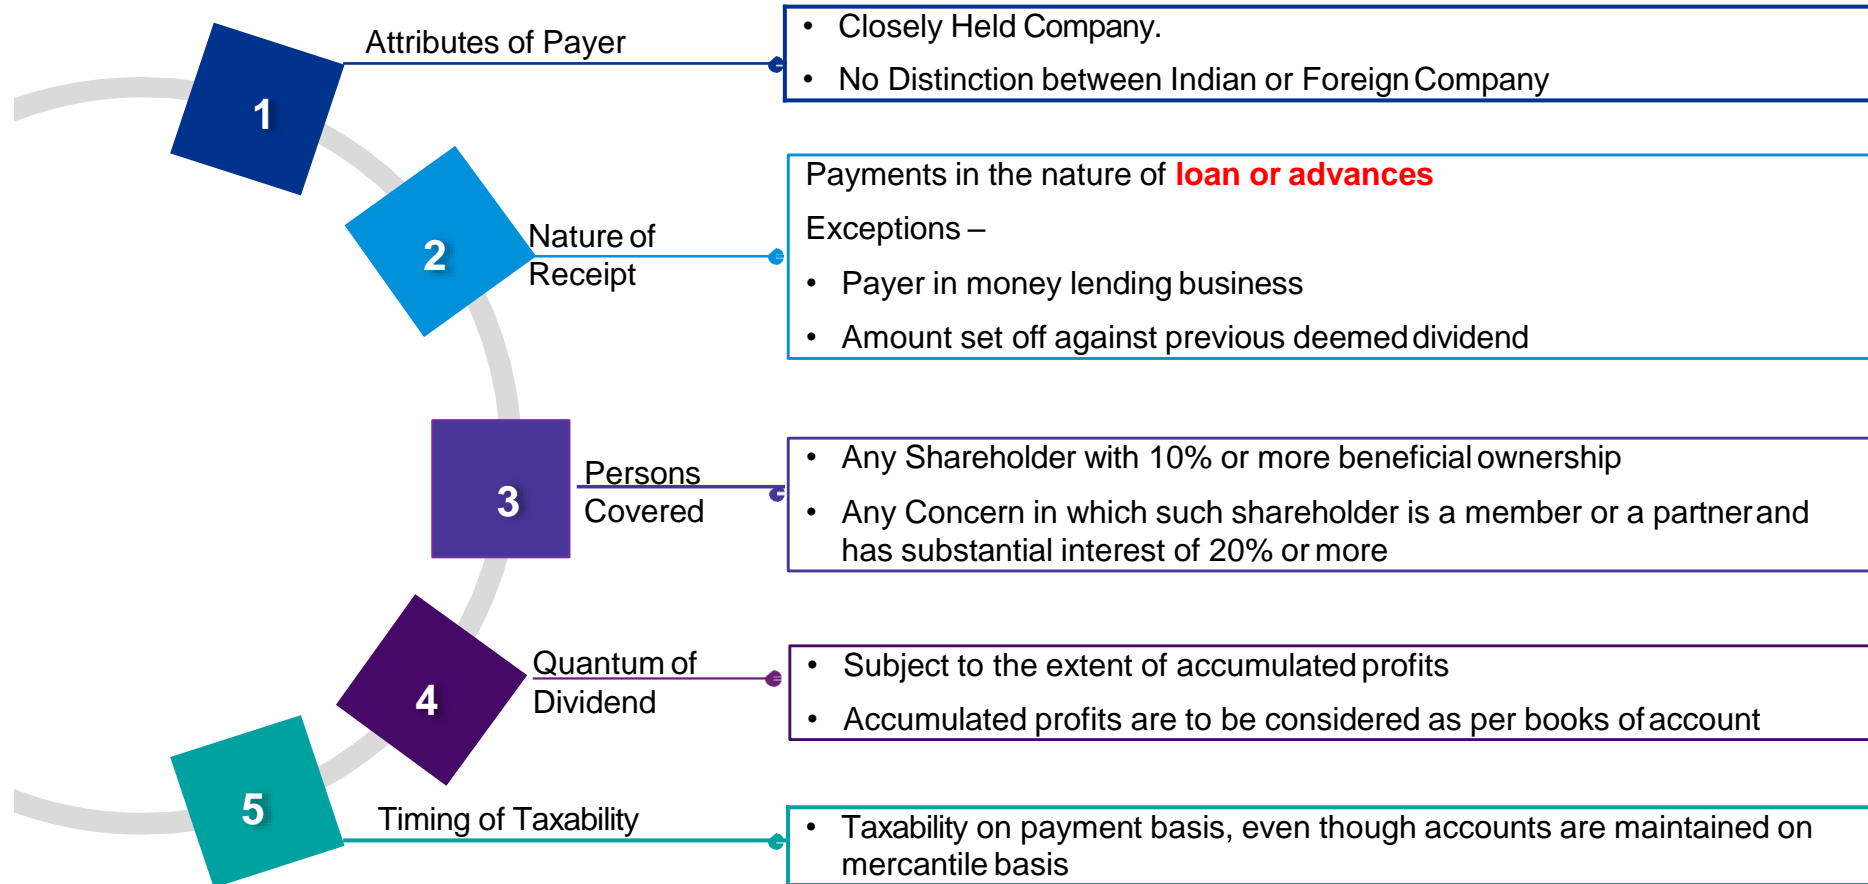 1
Attributes of Payer
• Closely Held Company.
• No Distinction between Indian or Foreign Company
2
Nature of
Receipt
Payments in the nature of loan or advances
Exceptions –
• Payer in money lending business
• Amount set off against previous deemed dividend
3
Persons
Covered
• Any Shareholder with 10% or more beneficial ownership
• Any Concern in which such shareholder is a member or a partner and
has substantial interest of 20% or more
4
Quantum of
Dividend
• Subject to the extent of accumulated profits
• Accumulated profits are to be considered as per books of account
5
Timing of Taxability
• Taxability on payment basis, even though accounts are maintained on
mercantile basis